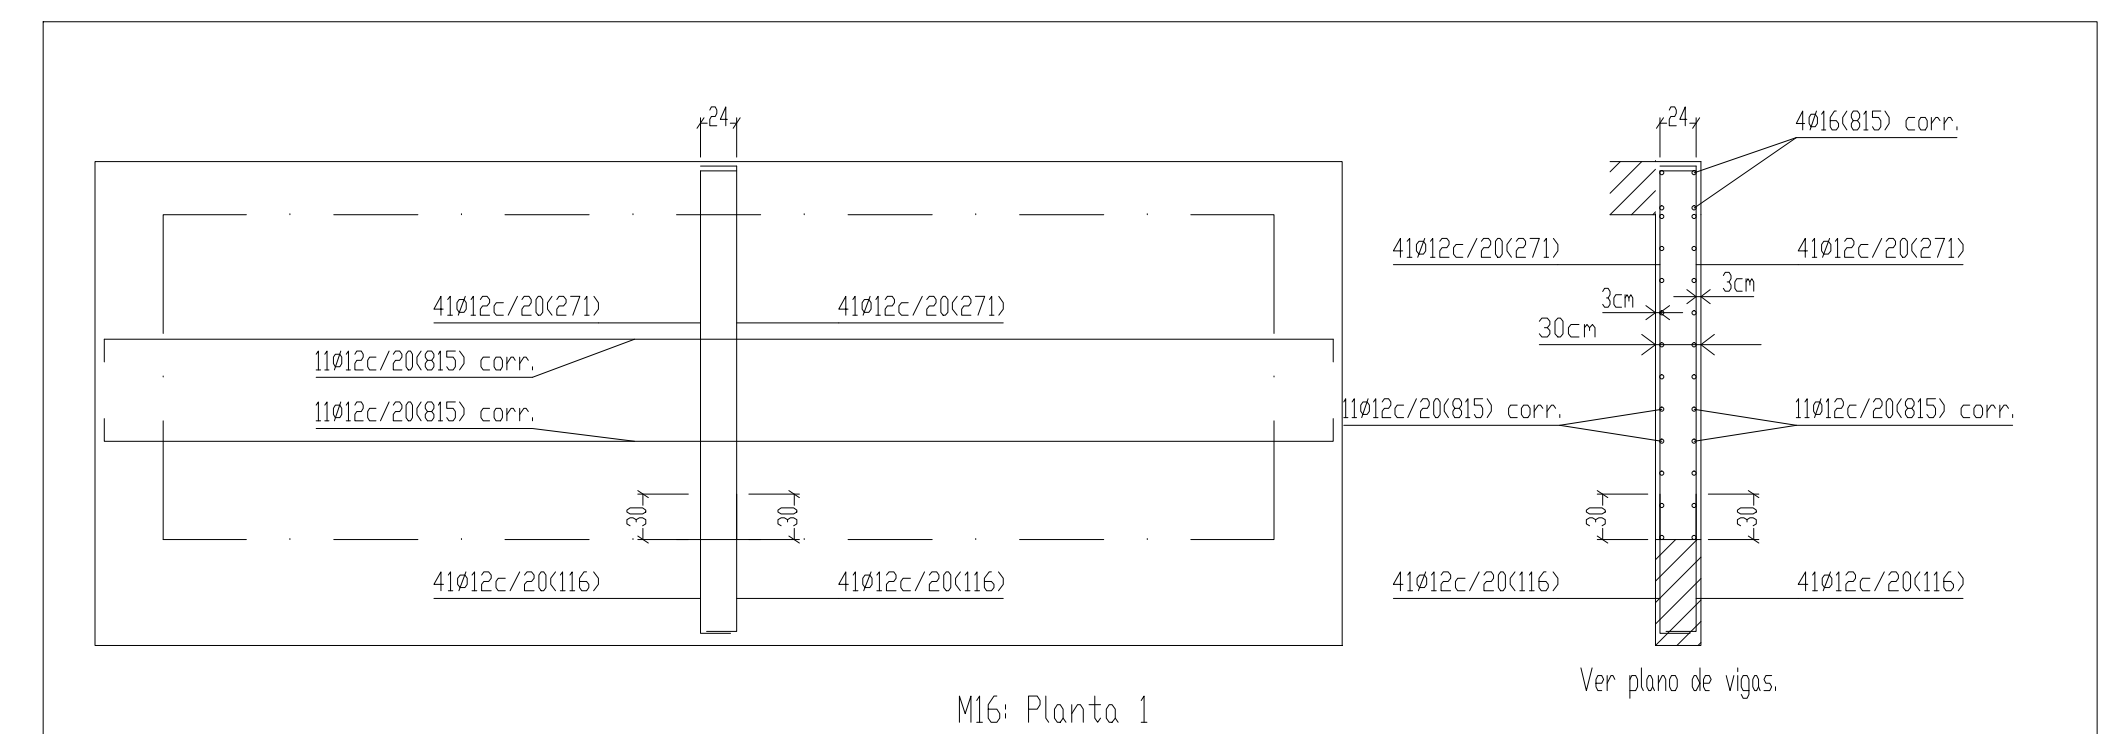 24
24
4ø16(815) corr.
41ø12c/20(271)
41ø12c/20(271)
3cm
3cm
41ø12c/20(271)
41ø12c/20(271)
30cm
11ø12c/20(815) corr.
11ø12c/20(815) corr.
11ø12c/20(815) corr.
11ø12c/20(815) corr.
30
30
30
30
41ø12c/20(116)
41ø12c/20(116)
41ø12c/20(116)
41ø12c/20(116)
Ver plano de vigas.
M16: Planta 1